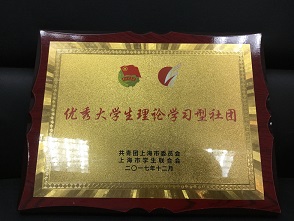 优秀大学生理论学习型社团
共青团上海市委员会
上海市学生联合会
二〇一七年十二月